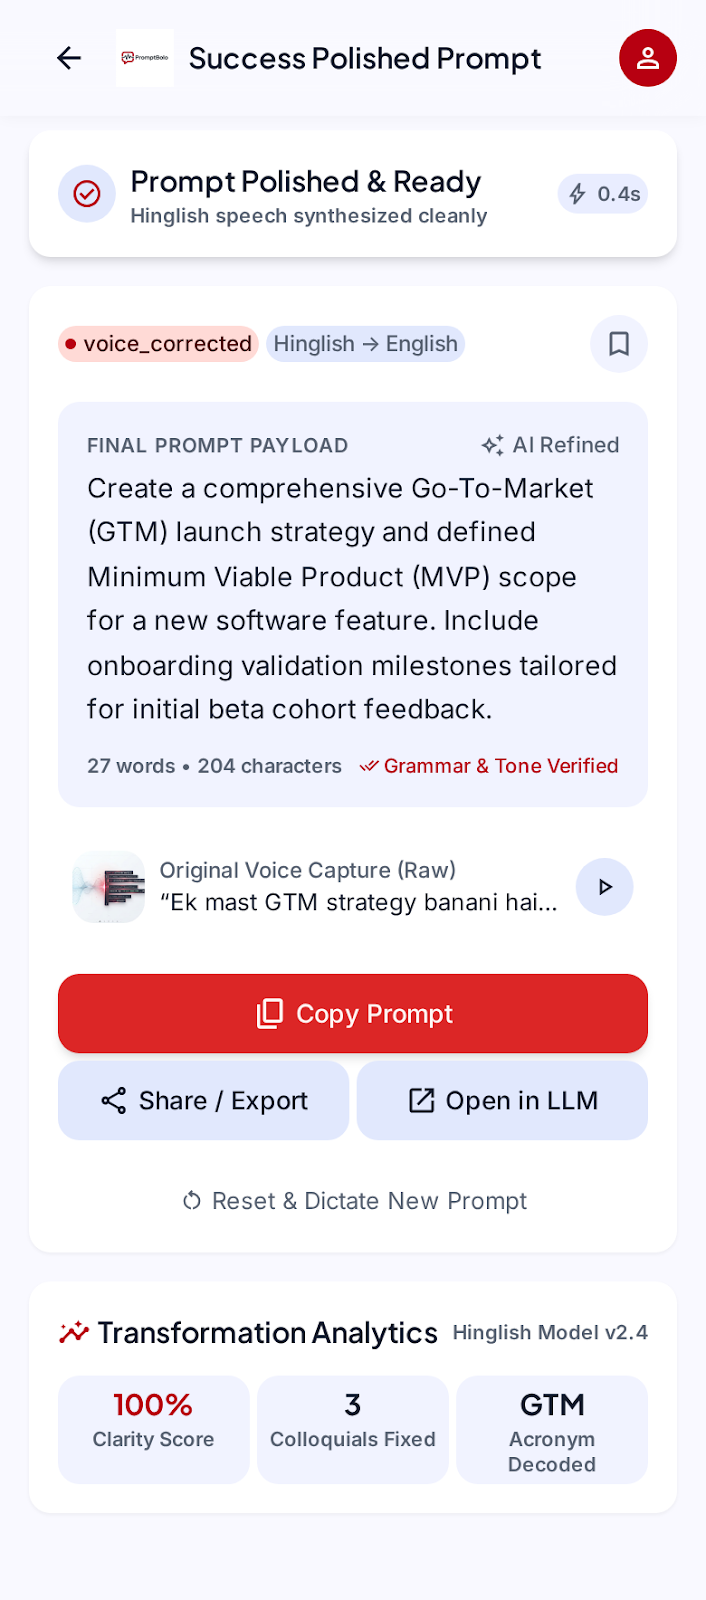 PromptBolo
Success Polished Prompt
Prompt Polished & Ready
Hinglish speech synthesized cleanly
0.4s
voice_corrected
Hinglish → English
FINAL PROMPT PAYLOAD
AI Refined
Create a comprehensive Go-To-Market
(GTM) launch strategy and defined
Minimum Viable Product (MVP) scope
for a new software feature. Include
onboarding validation milestones tailored
for initial beta cohort feedback.
27 words • 204 characters
Grammar & Tone Verified
Original Voice Capture (Raw)
“Ek mast GTM strategy banani hai...
Copy Prompt
Share / Export
Open in LLM
Reset & Dictate New Prompt
Transformation Analytics
Hinglish Model v2.4
100%
Clarity Score
3
Colloquials Fixed
GTM
Acronym
Decoded